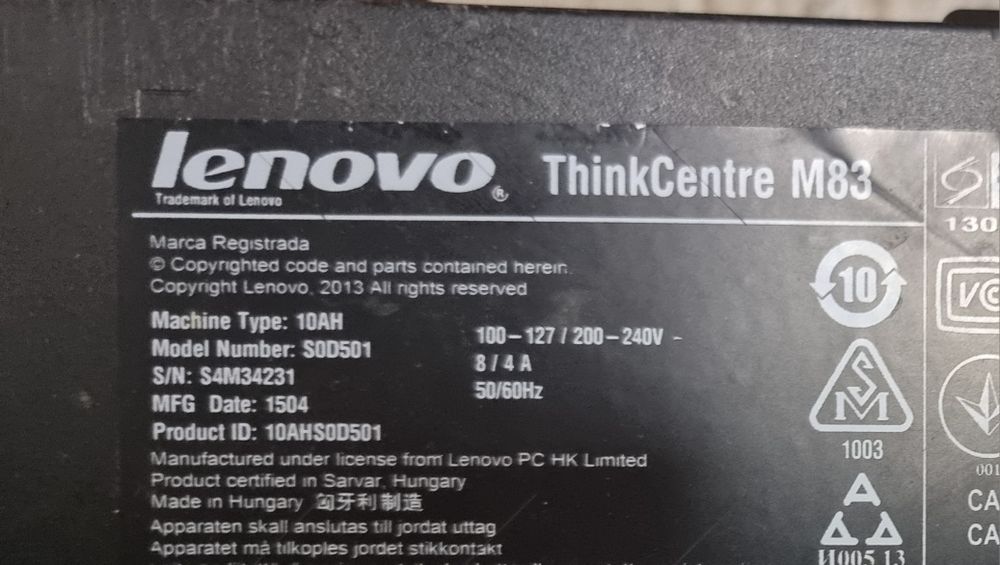 lenovo® ThinkCentre M83
Trademark of Lenovo
130
Marca Registrada
© Copyrighted code and parts contained herein.
Copyright Lenovo, 2013 All rights reserved
10
Machine Type: 10AH
Model Number: S0D501
S/N: S4M34231
MFG Date: 1504
Product ID: 10AHS0D501
100-127 / 200-240V ~
8 / 4 A
50/60Hz
SM
1003
Manufactured under license from Lenovo PC HK Limited
Product certified in Sarvar, Hungary
Made in Hungary 匈牙利制造
Apparaten skall anslutas till jordat uttag
Apparatet må tilkoples jordet stikkontakt
001
CA
CA
И005 13